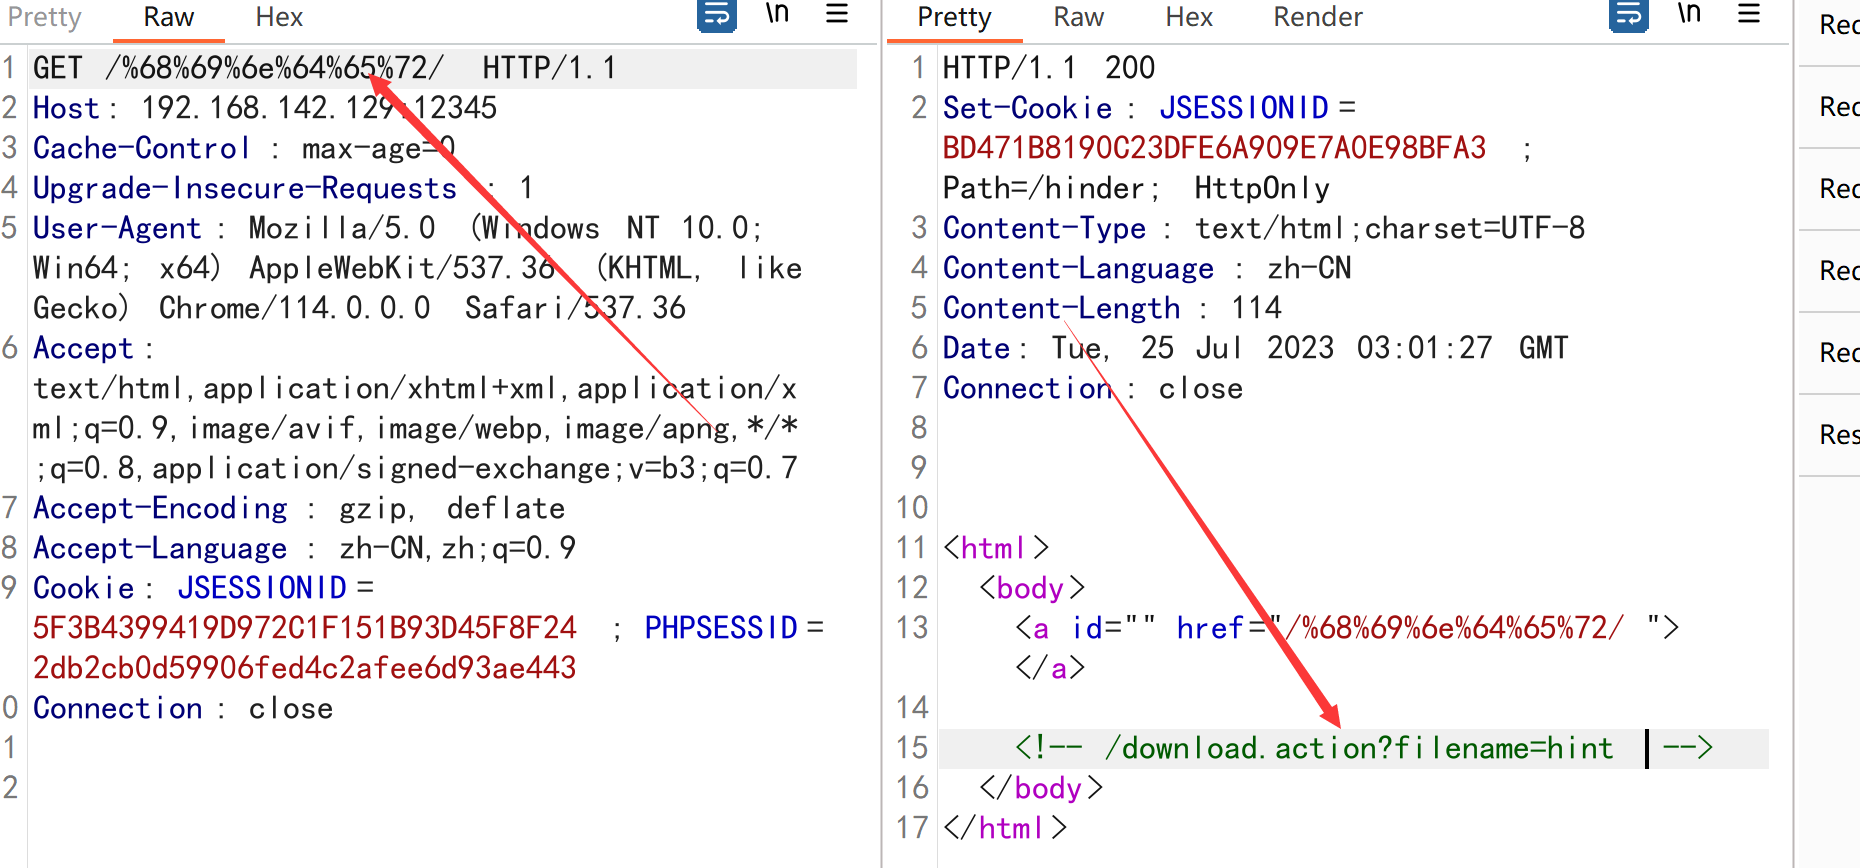 Pretty Raw Hex \n
1 GET /%68%69%6e%64%65%72/ HTTP/1.1
2 Host: 192.168.142.129:12345
3 Cache-Control : max-age=0
4 Upgrade-Insecure-Requests : 1
5 User-Agent : Mozilla/5.0 (Windows NT 10.0;
Win64; x64) AppleWebKit/537.36 (KHTML, like
Gecko) Chrome/114.0.0.0 Safari/537.36
6 Accept :
text/html,application/xhtml+xml,application/x
ml;q=0.9,image/avif,image/webp,image/apng,*/*
;q=0.8,application/signed-exchange;v=b3;q=0.7
7 Accept-Encoding : gzip, deflate
8 Accept-Language : zh-CN,zh;q=0.9
9 Cookie: JSESSIONID =
5F3B4399419D972C1F151B93D45F8F24 ; PHPSESSID =
2db2cb0d59906fed4c2afee6d93ae443
0 Connection : close
1
2
Pretty Raw Hex Render \n
1 HTTP/1.1 200
2 Set-Cookie : JSESSIONID =
BD471B8190C23DFE6A909E7A0E98BFA3 ;
Path=/hinder; HttpOnly
3 Content-Type : text/html;charset=UTF-8
4 Content-Language : zh-CN
5 Content-Length : 114
6 Date: Tue, 25 Jul 2023 03:01:27 GMT
7 Connection : close
8
9
10
11 <html>
12 <body>
13 <a id="" href="/%68%69%6e%64%65%72/ ">
</a>
14
15 <!-- /download.action?filename=hint -->
16 </body>
17 </html>
Rec
Rec
Rec
Rec
Rec
Res